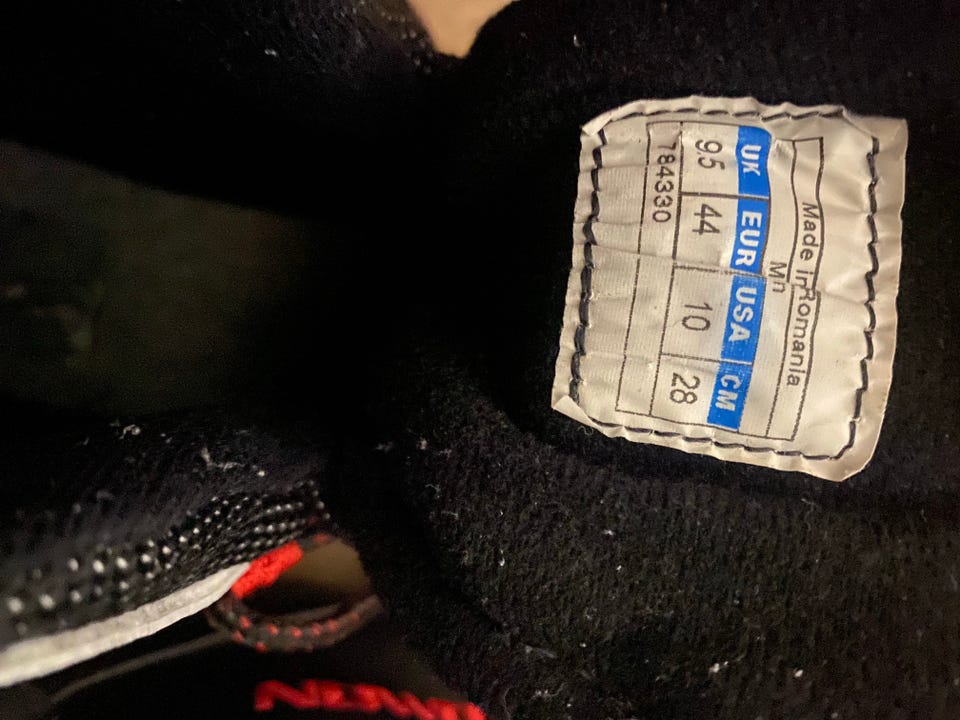 Made in Romania
Mn
UK EUR USA CM
9,5 44 10 28
784330